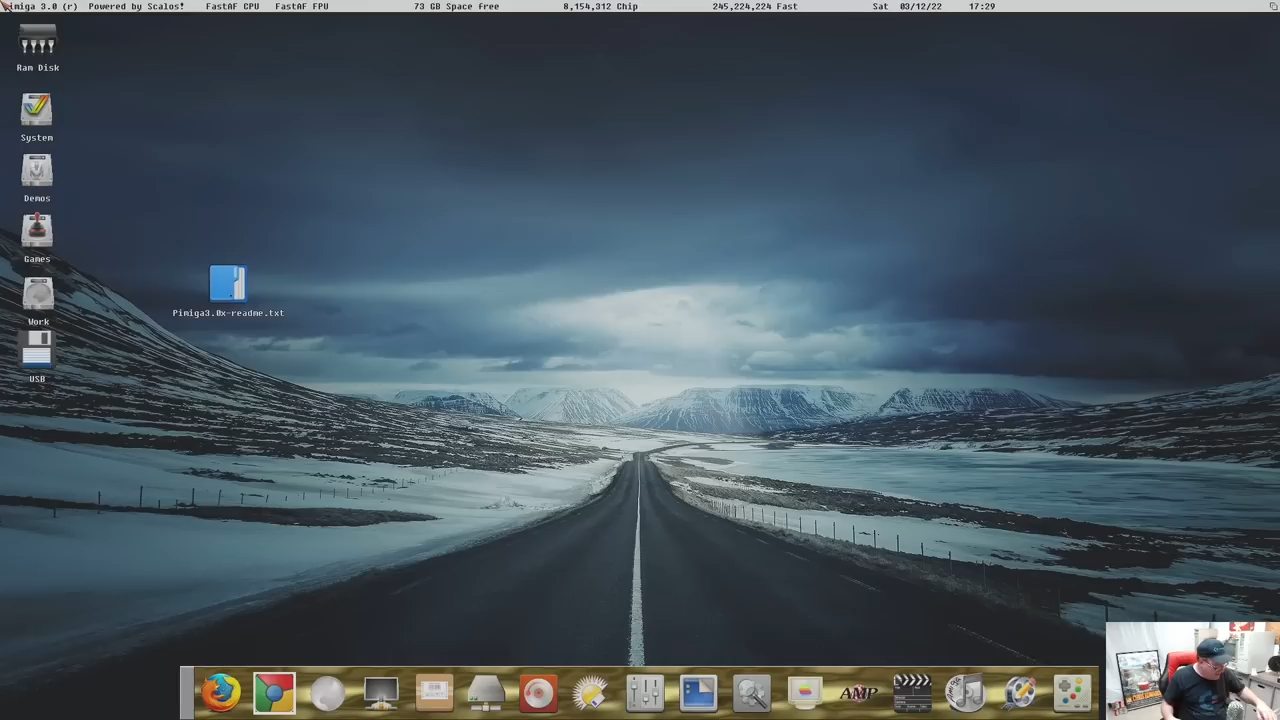 imiga 3.0 (r) Powered by Scalos! FastAF CPU FastAF FPU 73 GB Space Free 8,154,312 Chip 245,224,224 Fast Sat 03/12/22 17:29
Ram Disk
System
Demos
Games
Work
USB
Pimiga3.0x-readme.txt
AMP